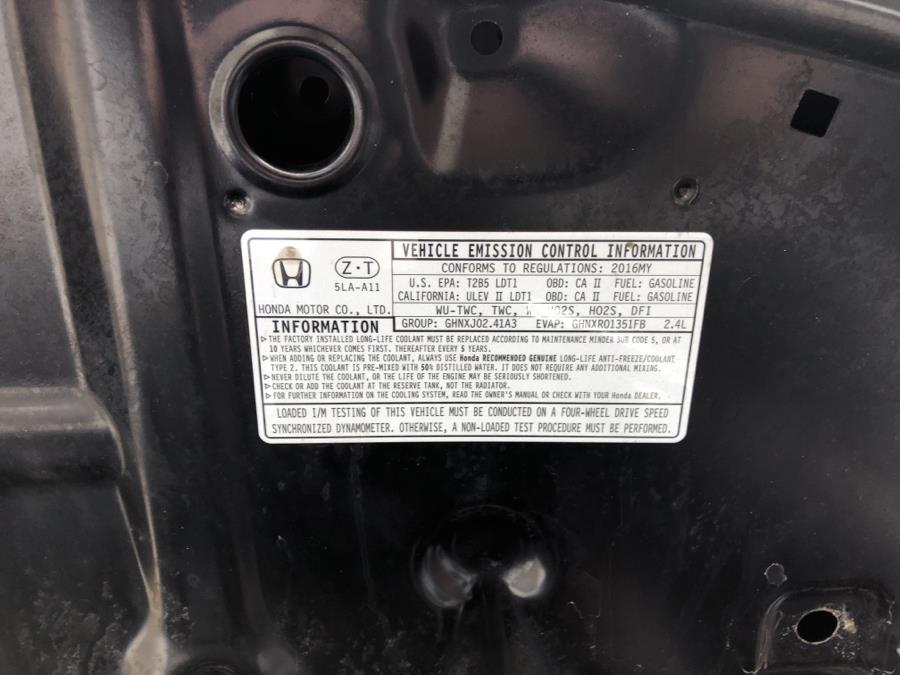 VEHICLE EMISSION CONTROL INFORMATION
CONFORMS TO REGULATIONS: 2016MY
Z·T
5LA-A11
U.S. EPA: T2B5 LDT1 OBD: CA II FUEL: GASOLINE
CALIFORNIA: ULEV II LDT1 OBD: CA II FUEL: GASOLINE
HONDA MOTOR CO., LTD.
WU-TWC, TWC, HO2S, HO2S, DFI
INFORMATION
GROUP: GHNXJ02.41A3 EVAP: GHNXR01351FB 2.4L
▷THE FACTORY INSTALLED LONG-LIFE COOLANT MUST BE REPLACED ACCORDING TO MAINTENANCE MINDER SUB CODE 5, OR AT
10 YEARS WHICHEVER COMES FIRST. THEREAFTER EVERY 5 YEARS.
▷WHEN ADDING OR REPLACING THE COOLANT, ALWAYS USE Honda RECOMMENDED GENUINE LONG-LIFE ANTI-FREEZE/COOLANT
TYPE 2. THIS COOLANT IS PRE-MIXED WITH 50% DISTILLED WATER. IT DOES NOT REQUIRE ANY ADDITIONAL MIXING.
▷NEVER DILUTE THE COOLANT, OR THE LIFE OF THE ENGINE MAY BE SERIOUSLY SHORTENED.
▷CHECK OR ADD THE COOLANT AT THE RESERVE TANK, NOT THE RADIATOR.
▷FOR FURTHER INFORMATION ON THE COOLING SYSTEM, READ THE OWNER'S MANUAL OR CHECK WITH YOUR Honda DEALER.
LOADED I/M TESTING OF THIS VEHICLE MUST BE CONDUCTED ON A FOUR-WHEEL DRIVE SPEED
SYNCHRONIZED DYNAMOMETER. OTHERWISE, A NON-LOADED TEST PROCEDURE MUST BE PERFORMED.